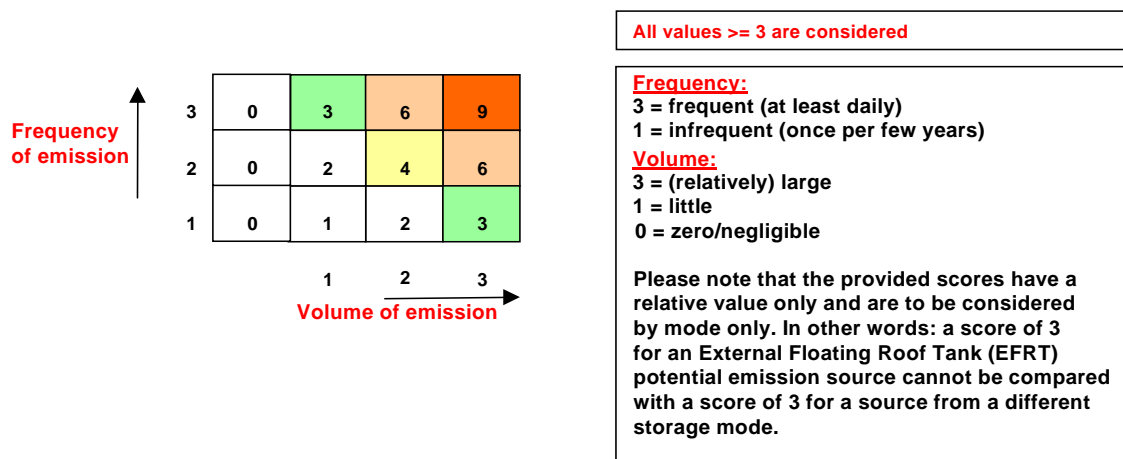 All values >= 3 are considered
Frequency
of emission
3 0 3 6 9
2 0 2 4 6
1 0 1 2 3
1 2 3
Volume of emission
Frequency:
3 = frequent (at least daily)
1 = infrequent (once per few years)
Volume:
3 = (relatively) large
1 = little
0 = zero/negligible
Please note that the provided scores have a
relative value only and are to be considered
by mode only. In other words: a score of 3
for an External Floating Roof Tank (EFRT)
potential emission source cannot be compared
with a score of 3 for a source from a different
storage mode.